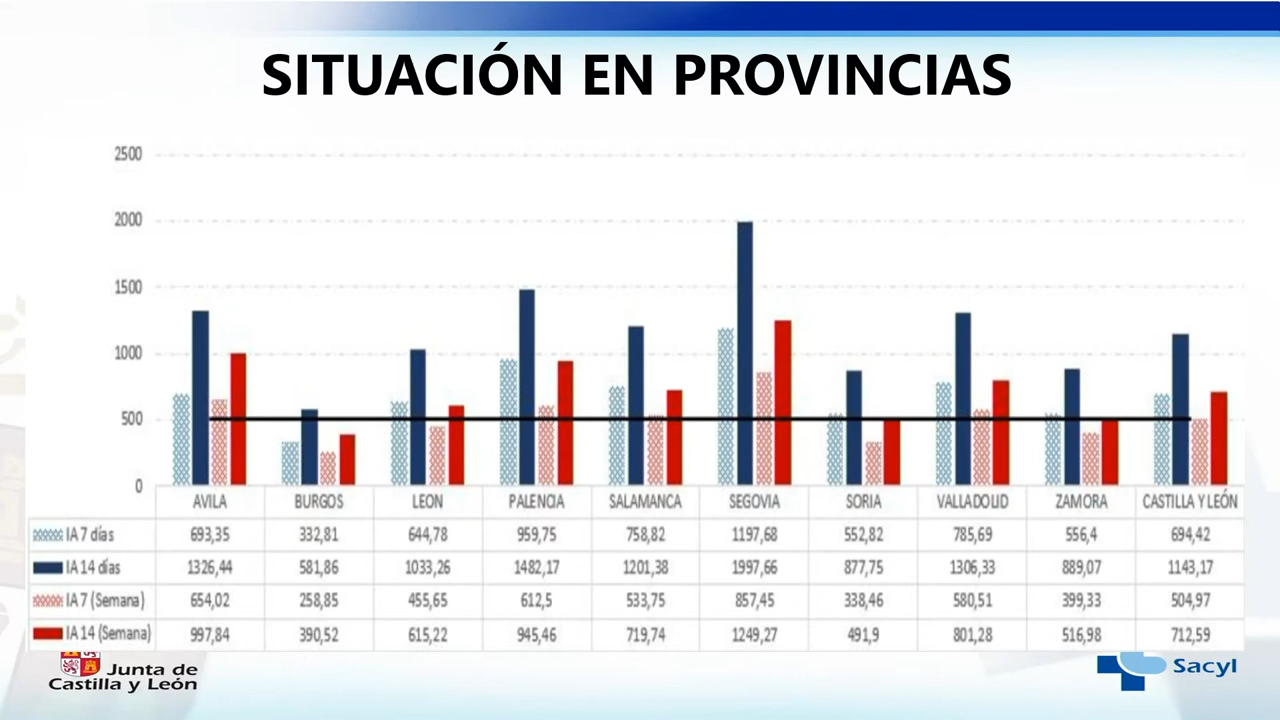 SITUACIÓN EN PROVINCIAS
2500
2000
1500
1000
500
0
AVILA BURGOS LEON PALENCIA SALAMANCA SEGOVIA SORIA VALLADOLID ZAMORA CASTILLA Y LEÓN
IA 7 días 693,35 332,81 644,78 959,75 758,82 1197,68 552,82 785,69 556,4 694,42
IA 14 días 1326,44 581,86 1033,26 1482,17 1201,38 1997,66 877,75 1306,33 889,07 1143,17
IA 7 (Semana) 654,02 258,85 455,65 612,5 533,75 857,45 338,46 580,51 399,33 504,97
IA 14 (Semana) 997,84 390,52 615,22 945,46 719,74 1249,27 491,9 801,28 516,98 712,59
Junta de
Castilla y León
Sacyl